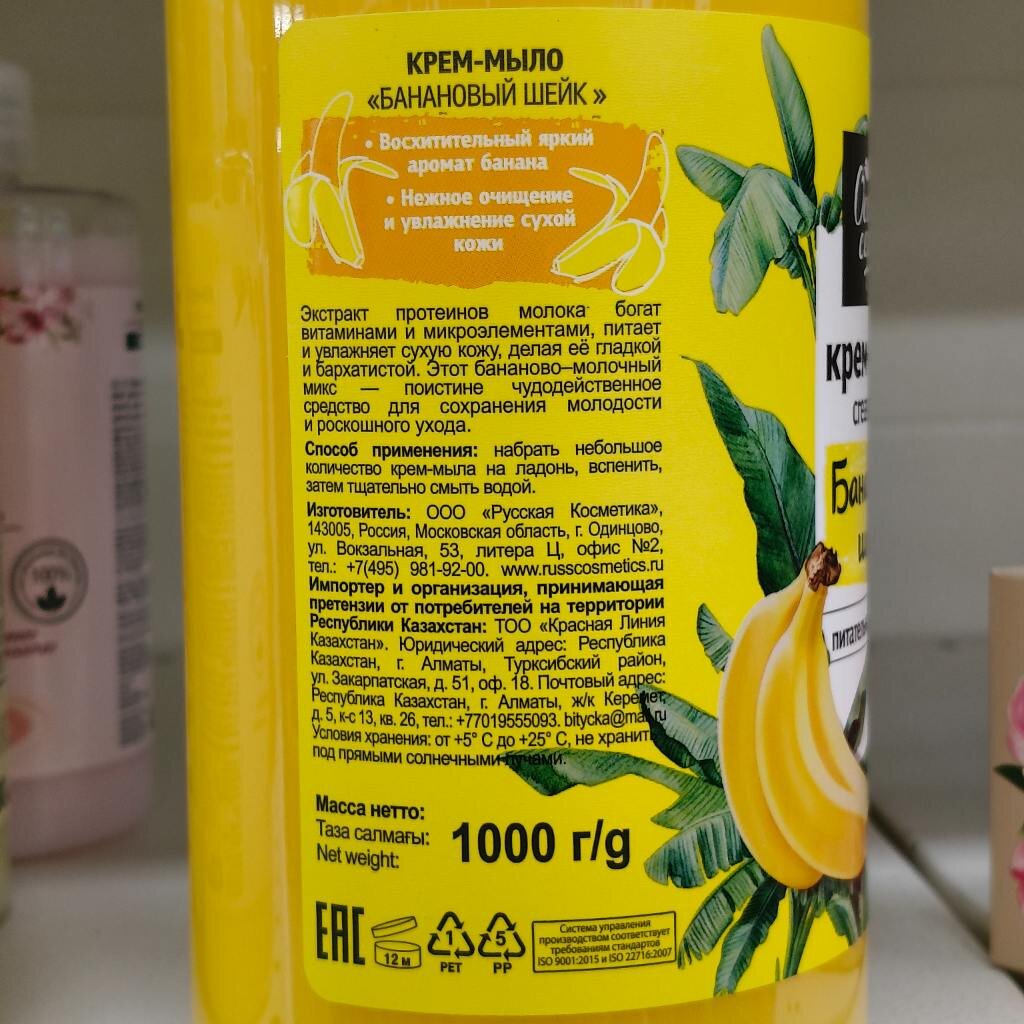 КРЕМ-МЫЛО
«БАНАНОВЫЙ ШЕЙК »
• Восхитительный яркий
аромат банана
• Нежное очищение
и увлажнение сухой
кожи
Экстракт протеинов молока богат
витаминами и микроэлементами, питает
и увлажняет сухую кожу, делая её гладкой
и бархатистой. Этот бананово–молочный
микс — поистине чудодейственное
средство для сохранения молодости
и роскошного ухода.
Способ применения: набрать небольшое
количество крем-мыла на ладонь, вспенить,
затем тщательно смыть водой.
Изготовитель: ООО «Русская Косметика»,
143005, Россия, Московская область, г. Одинцово,
ул. Вокзальная, 53, литера Ц, офис №2,
тел.: +7(495) 981-92-00. www.russcosmetics.ru
Импортер и организация, принимающая
претензии от потребителей на территории
Республики Казахстан: ТОО «Красная Линия
Казахстан». Юридический адрес: Республика
Казахстан, г. Алматы, Турксибский район,
ул. Закарпатская, д. 51, оф. 18. Почтовый адрес:
Республика Казахстан, г. Алматы, ж/к Керемет,
д. 5, к-с 13, кв. 26, тел.: +77019555093. bitycka@mail.ru
Условия хранения: от +5° С до +25° С, не хранить
под прямыми солнечными лучами.
Масса нетто:
Таза салмағы:
Net weight:
1000 г/g
EAC
12 м
1
PET
5
PP
Система управления
производством соответствует
требованиям стандартов
ISO 9001:2015 и ISO 22716:2007
крем
Бан
питатель
100%